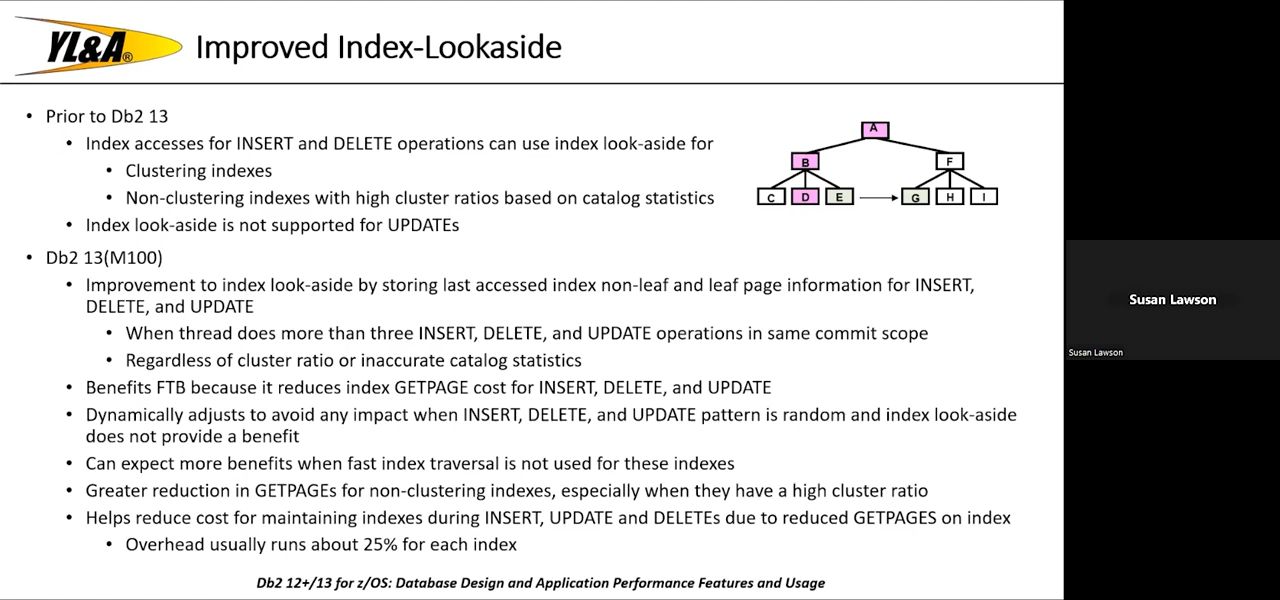 YL&A®
Improved Index-Lookaside
• Prior to Db2 13
• Index accesses for INSERT and DELETE operations can use index look-aside for
• Clustering indexes
• Non-clustering indexes with high cluster ratios based on catalog statistics
• Index look-aside is not supported for UPDATEs
A
B F
C D E G H I
• Db2 13(M100)
• Improvement to index look-aside by storing last accessed index non-leaf and leaf page information for INSERT,
DELETE, and UPDATE
• When thread does more than three INSERT, DELETE, and UPDATE operations in same commit scope
• Regardless of cluster ratio or inaccurate catalog statistics
• Benefits FTB because it reduces index GETPAGE cost for INSERT, DELETE, and UPDATE
• Dynamically adjusts to avoid any impact when INSERT, DELETE, and UPDATE pattern is random and index look-aside
does not provide a benefit
• Can expect more benefits when fast index traversal is not used for these indexes
• Greater reduction in GETPAGEs for non-clustering indexes, especially when they have a high cluster ratio
• Helps reduce cost for maintaining indexes during INSERT, UPDATE and DELETEs due to reduced GETPAGES on index
• Overhead usually runs about 25% for each index
Db2 12+/13 for z/OS: Database Design and Application Performance Features and Usage
Susan Lawson
Susan Lawson